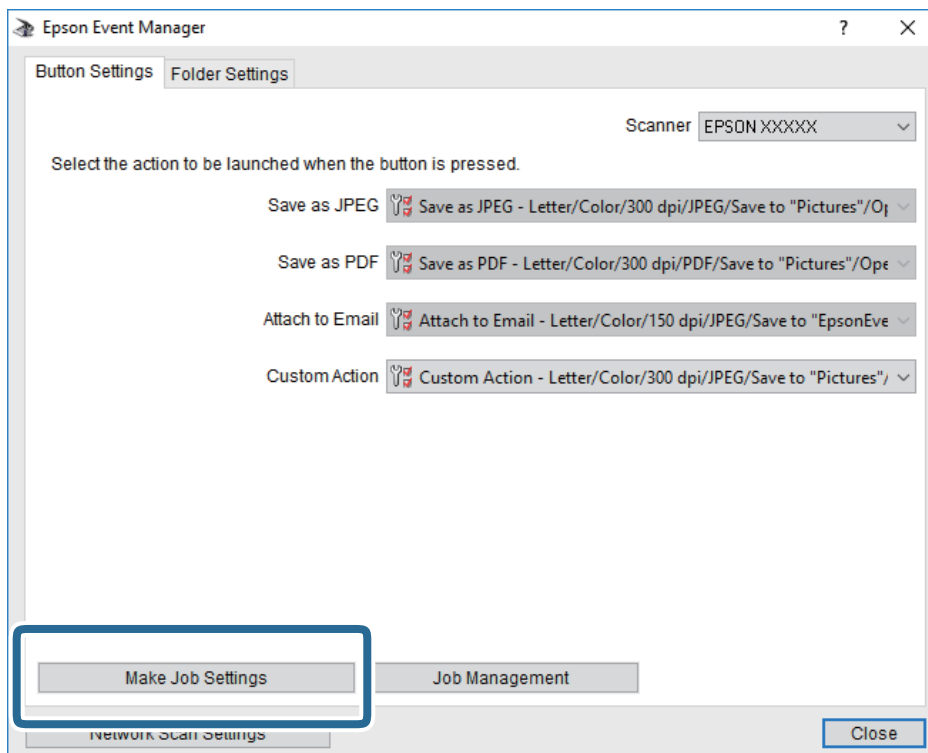 Epson Event Manager
Button Settings Folder Settings
Scanner EPSON XXXXX
Select the action to be launched when the button is pressed.
Save as JPEG Save as JPEG - Letter/Color/300 dpi/JPEG/Save to "Pictures"/Op
Save as PDF Save as PDF - Letter/Color/300 dpi/PDF/Save to "Pictures"/Ope
Attach to Email Attach to Email - Letter/Color/150 dpi/JPEG/Save to "EpsonEve
Custom Action Custom Action - Letter/Color/300 dpi/JPEG/Save to "Pictures"/
Make Job Settings Job Management
Network Scan Settings Close